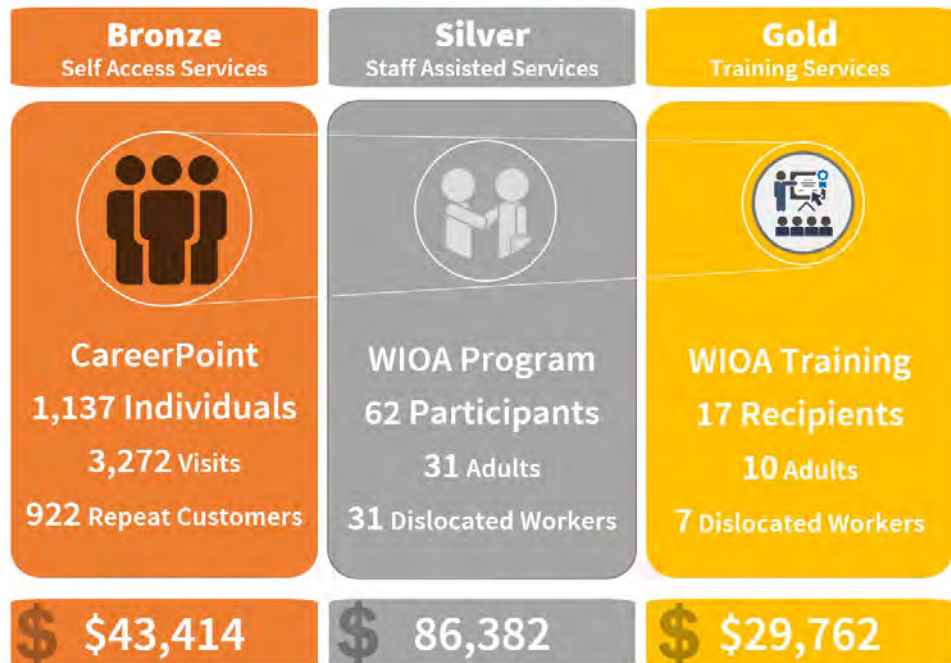 Bronze
Self Access Services
CareerPoint
1,137 Individuals
3,272 Visits
922 Repeat Customers
$ $43,414
Silver
Staff Assisted Services
WIOA Program
62 Participants
31 Adults
31 Dislocated Workers
$ 86,382
Gold
Training Services
WIOA Training
17 Recipients
10 Adults
7 Dislocated Workers
$ $29,762